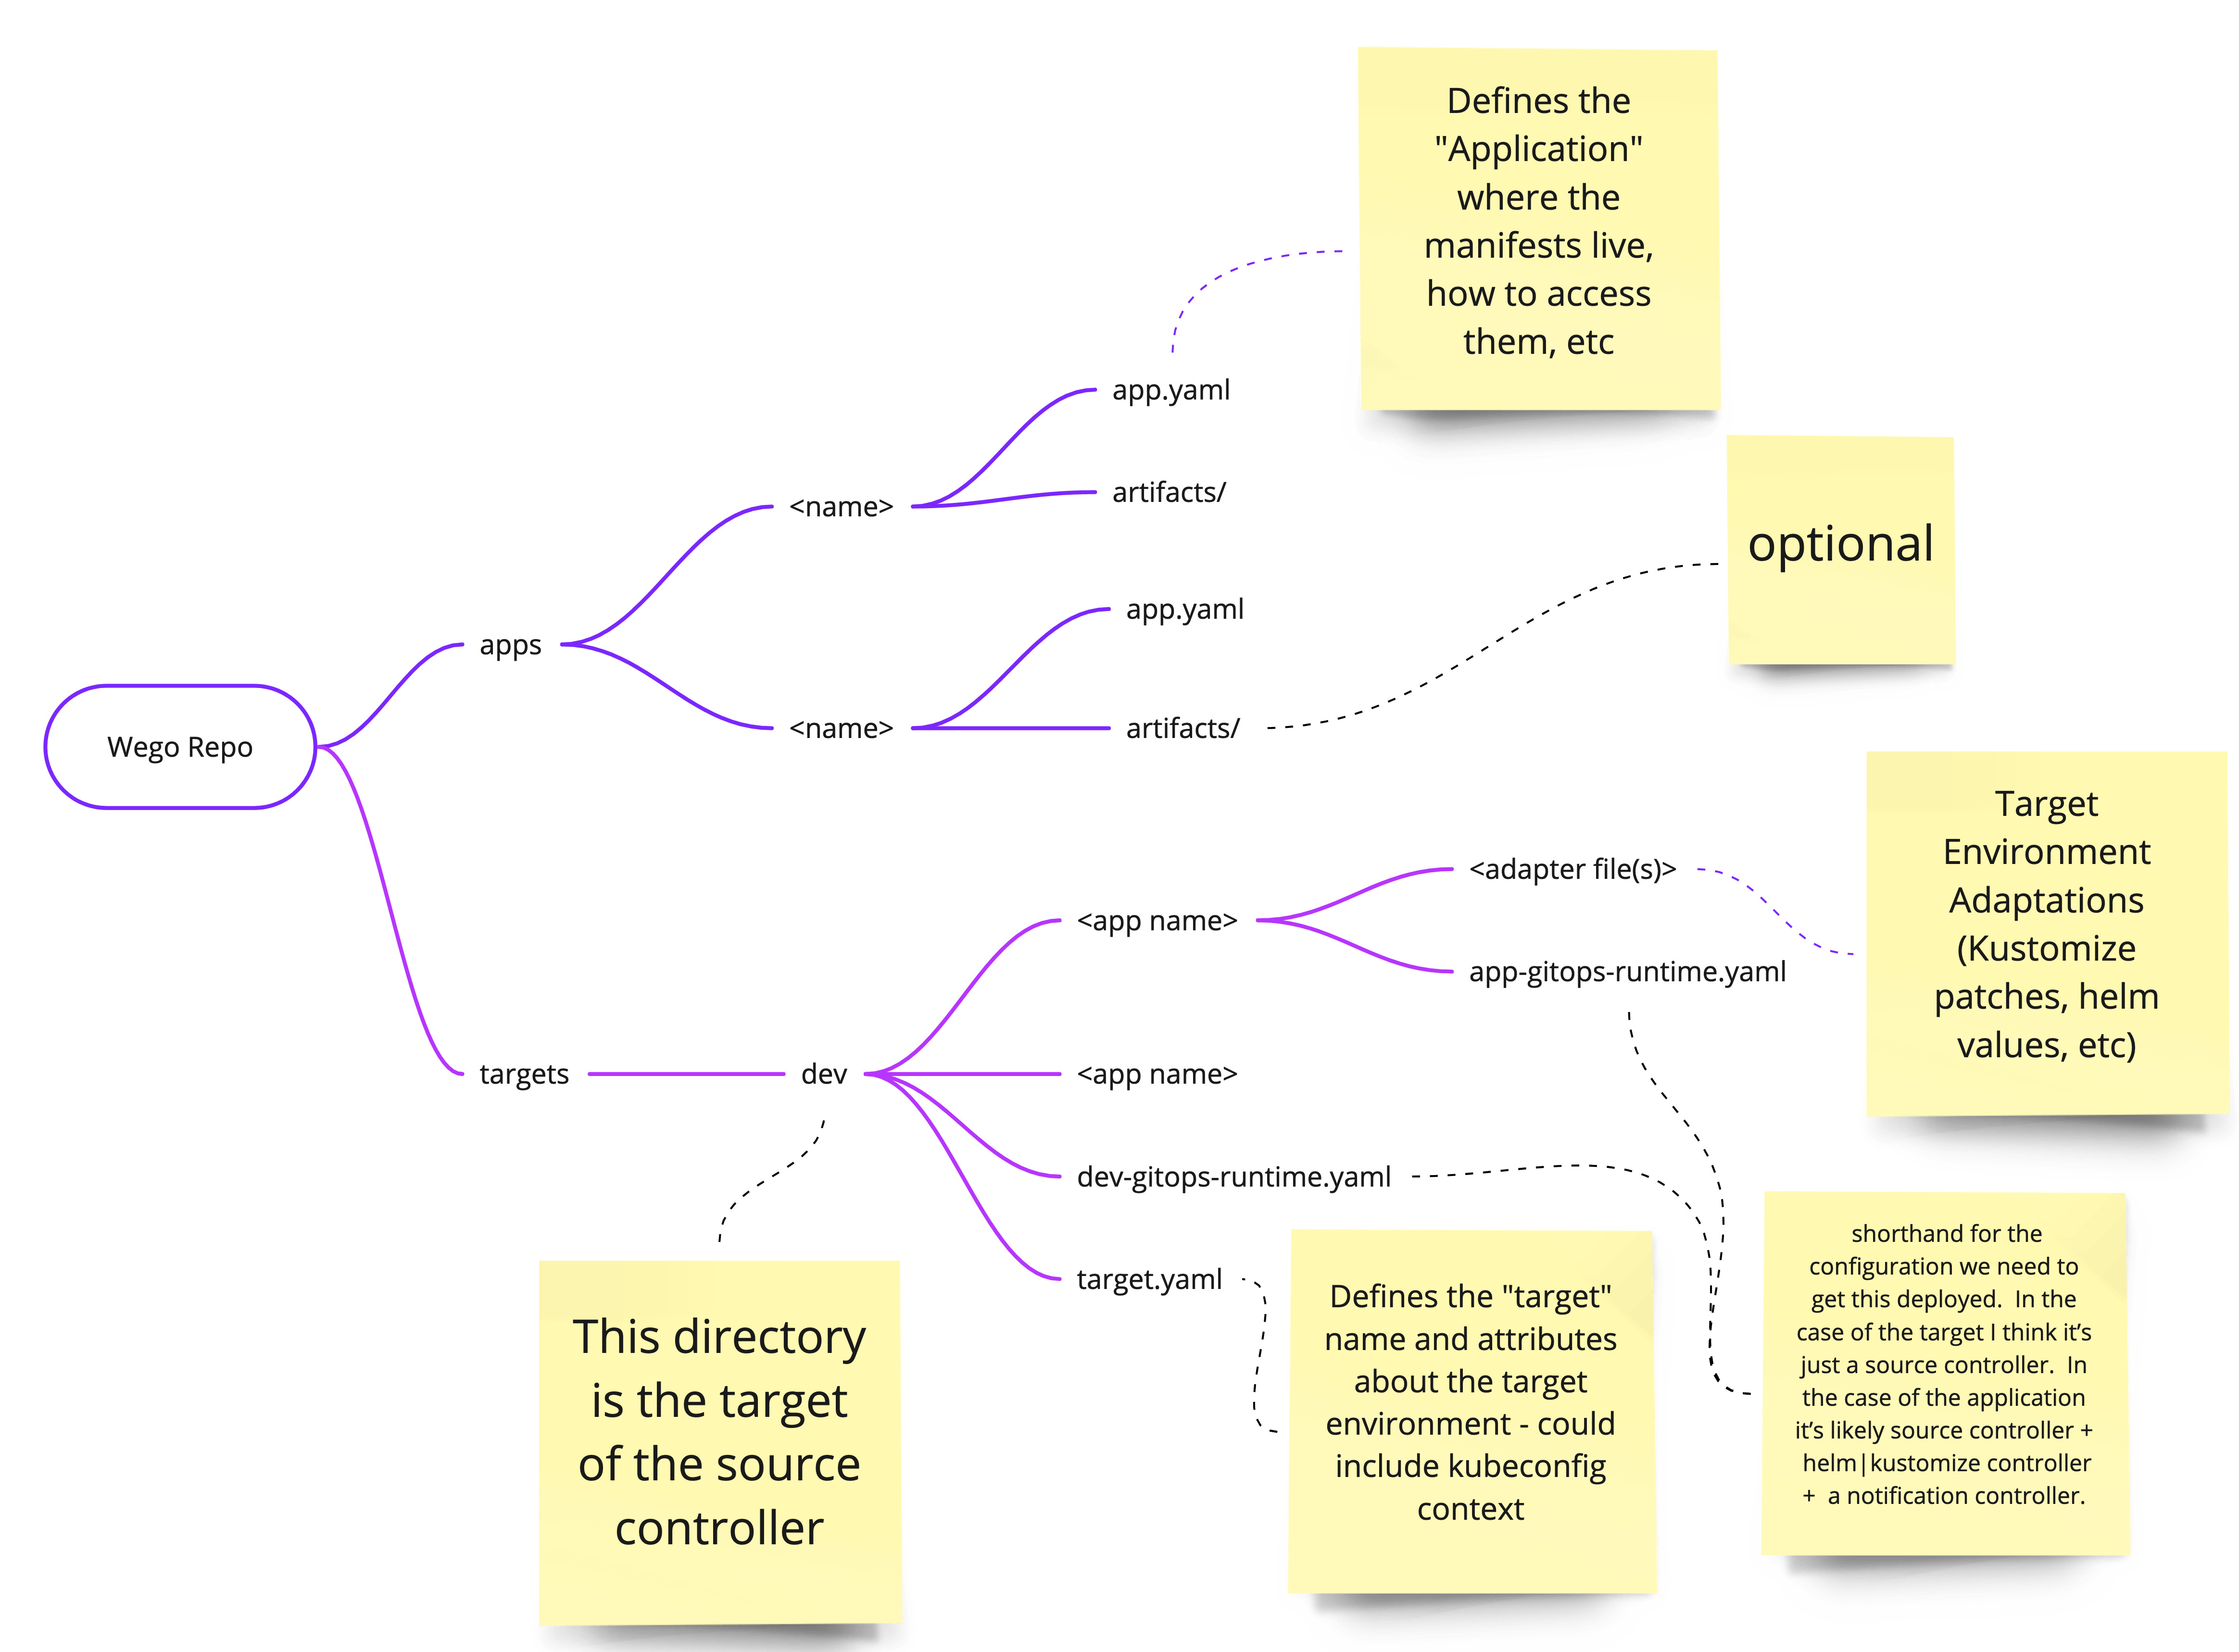 Defines the
"Application"
where the
manifests live,
how to access
them, etc
app.yaml
artifacts/
<name>
optional
app.yaml
apps
<name>
artifacts/
Wego Repo
Target
Environment
Adaptations
(Kustomize
patches, helm
values, etc)
<adapter file(s)>
<app name>
app-gitops-runtime.yaml
targets
dev
<app name>
dev-gitops-runtime.yaml
target.yaml
This directory
is the target
of the source
controller
Defines the "target"
name and attributes
about the target
environment - could
include kubeconfig
context
shorthand for the
configuration we need to
get this deployed.  In the
case of the target I think it’s
just a source controller.  In
the case of the application
it’s likely source controller +
helm|kustomize controller
+  a notification controller.